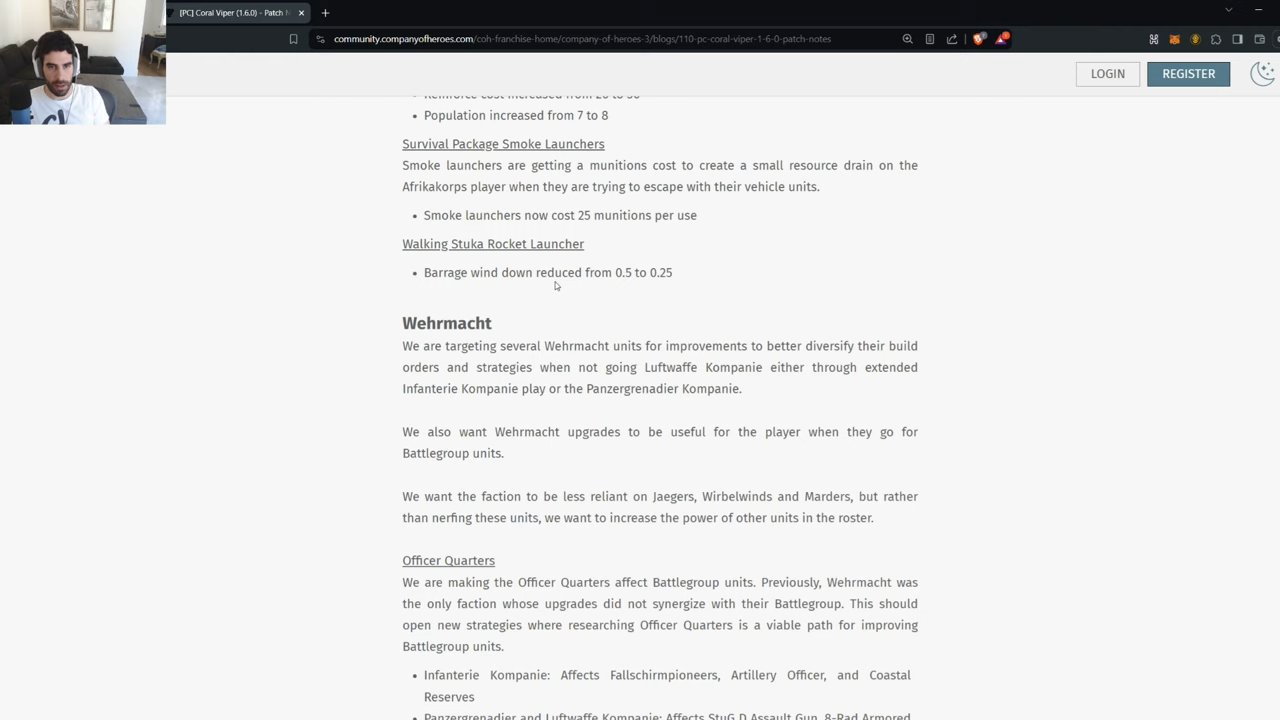 [PC] Coral Viper (1.6.0) - Patch N
community.companyofheroes.com/coh-franchise-home/company-of-heroes-3/blogs/110-pc-coral-viper-1-6-0-patch-notes
LOGIN
REGISTER
• Population increased from 7 to 8
Survival Package Smoke Launchers
Smoke launchers are getting a munitions cost to create a small resource drain on the
Afrikakorps player when they are trying to escape with their vehicle units.
• Smoke launchers now cost 25 munitions per use
Walking Stuka Rocket Launcher
• Barrage wind down reduced from 0.5 to 0.25
Wehrmacht
We are targeting several Wehrmacht units for improvements to better diversify their build
orders and strategies when not going Luftwaffe Kompanie either through extended
Infanterie Kompanie play or the Panzergrenadier Kompanie.
We also want Wehrmacht upgrades to be useful for the player when they go for
Battlegroup units.
We want the faction to be less reliant on Jaegers, Wirbelwinds and Marders, but rather
than nerfing these units, we want to increase the power of other units in the roster.
Officer Quarters
We are making the Officer Quarters affect Battlegroup units. Previously, Wehrmacht was
the only faction whose upgrades did not synergize with their Battlegroup. This should
open new strategies where researching Officer Quarters is a viable path for improving
Battlegroup units.
• Infanterie Kompanie: Affects Fallschirmpioneers, Artillery Officer, and Coastal
Reserves
• Panzergrenadier and Luftwaffe Kompanie: Affects StuG D Assault Gun, 8-Rad Armored